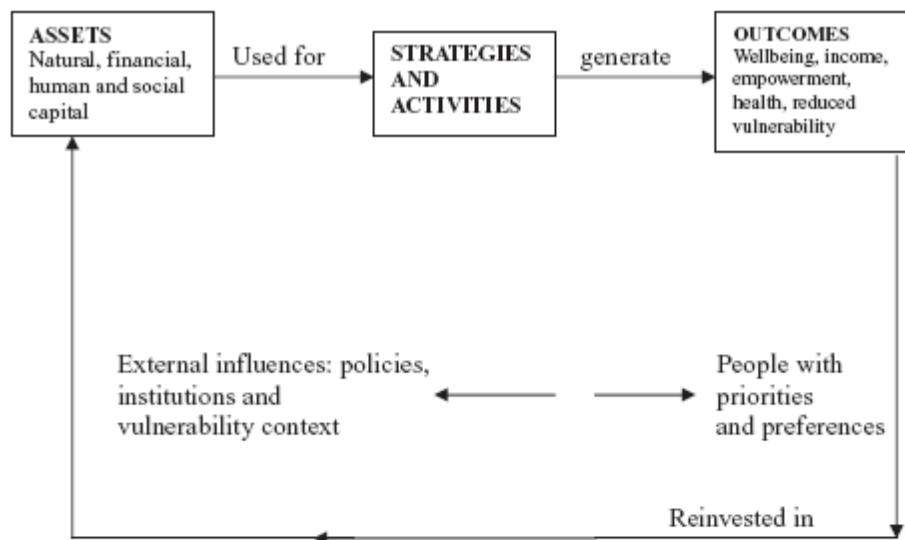 ASSETS
Natural, financial,
human and social
capital
Used for
STRATEGIES
AND
ACTIVITIES
generate
OUTCOMES
Wellbeing, income,
empowerment,
health, reduced
vulnerability
External influences: policies,
institutions and
vulnerability context
People with
priorities
and preferences
Reinvested in